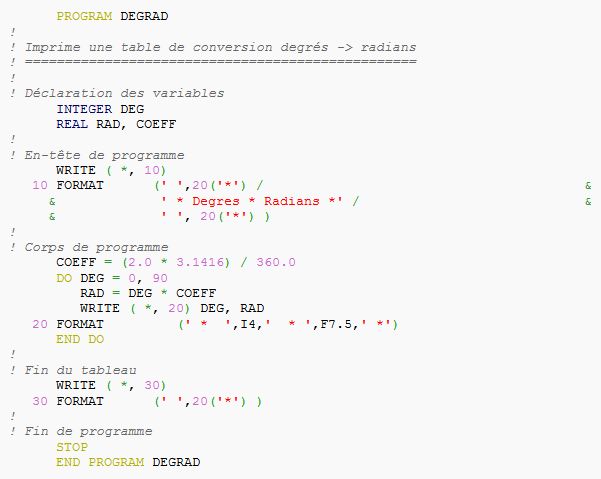 PROGRAM DEGRAD
!
! Imprime une table de conversion degrés -> radians
! =================================================
!
! Déclaration des variables
INTEGER DEG
REAL RAD, COEFF
!
! En-tête de programme
WRITE ( *, 10)
10 FORMAT (' ',20('*') / &
& ' * Degres * Radians *' / &
& ' ', 20('*') )
!
! Corps de programme
COEFF = (2.0 * 3.1416) / 360.0
DO DEG = 0, 90
RAD = DEG * COEFF
WRITE ( *, 20) DEG, RAD
20 FORMAT (' *  ',I4,'  * ',F7.5,' *')
END DO
!
! Fin du tableau
WRITE ( *, 30)
30 FORMAT (' ',20('*') )
!
! Fin de programme
STOP
END PROGRAM DEGRAD